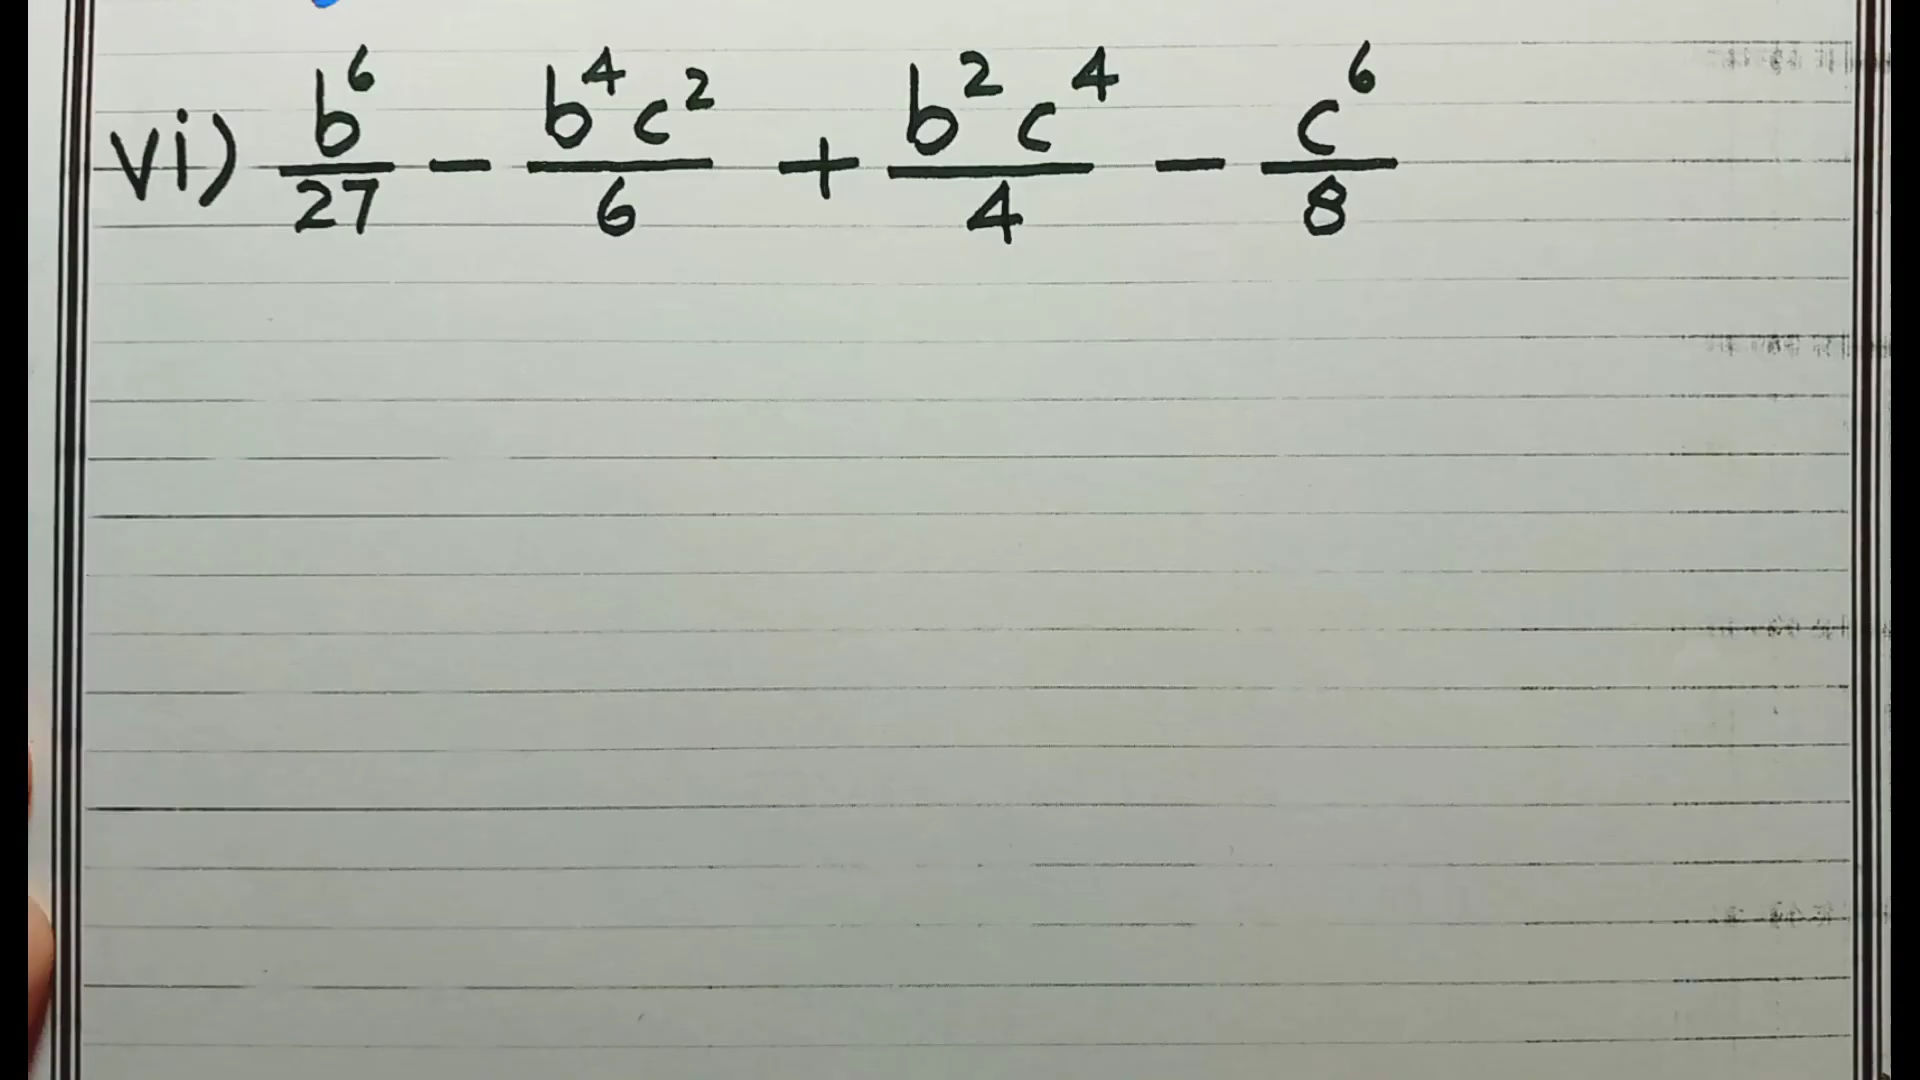 vi) b⁶/27 - b⁴c²/6 + b²c⁴/4 - c⁶/8